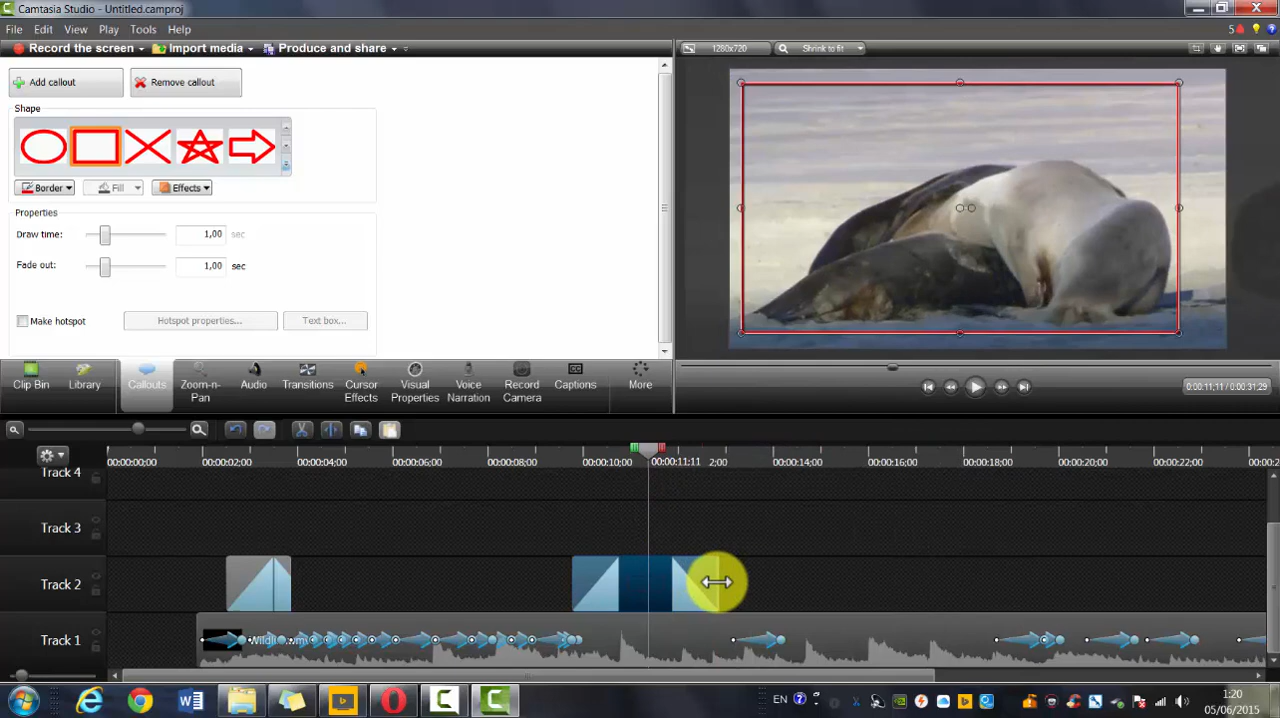 Camtasia Studio - Untitled.camproj
File Edit View Play Tools Help
5
Record the screen Import media Produce and share
1280x720 Shrink to fit
Add callout Remove callout
Shape
Border Fill Effects
Properties
Draw time: 1,00 sec
Fade out: 1,00 sec
Make hotspot Hotspot properties... Text box...
Clip Bin Library Callouts Zoom-n-Pan Audio Transitions Cursor Effects Visual Properties Voice Narration Record Camera Captions More
0:00:11;11 / 0:00:31;29
00:00:00;00 00:00:02;00 00:00:04;00 00:00:06;00 00:00:08;00 00:00:10;00 00:00:11;11 2;00 00:00:14;00 00:00:16;00 00:00:18;00 00:00:20;00 00:00:22;00 00:00:2
Track 4
Track 3
Track 2
Track 1
EN
1:20
05/06/2015